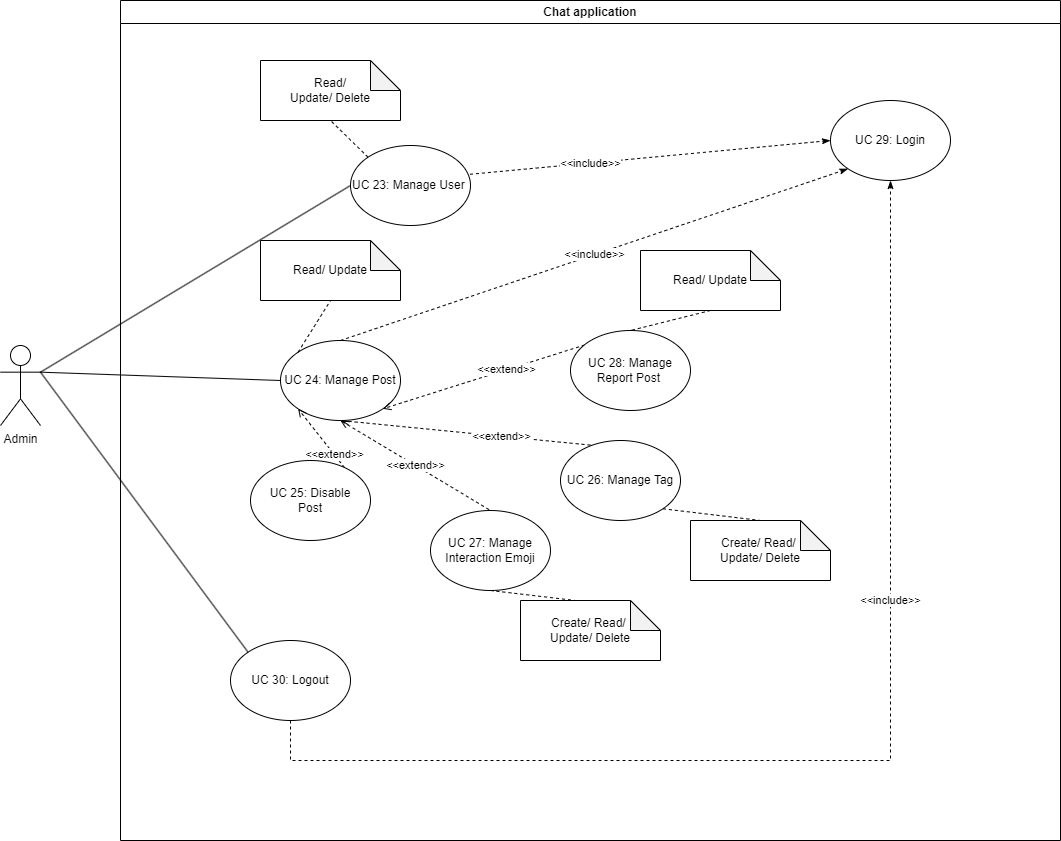 Chat application
Read/
Update/ Delete
UC 29: Login
<<include>>
UC 23: Manage User
<<include>>
Read/ Update
Read/ Update
UC 28: Manage
Report Post
<<extend>>
UC 24: Manage Post
Admin
<<extend>>
<<extend>>
<<extend>>
UC 26: Manage Tag
UC 25: Disable
Post
UC 27: Manage
Interaction Emoji
Create/ Read/
Update/ Delete
<<include>>
Create/ Read/
Update/ Delete
UC 30: Logout